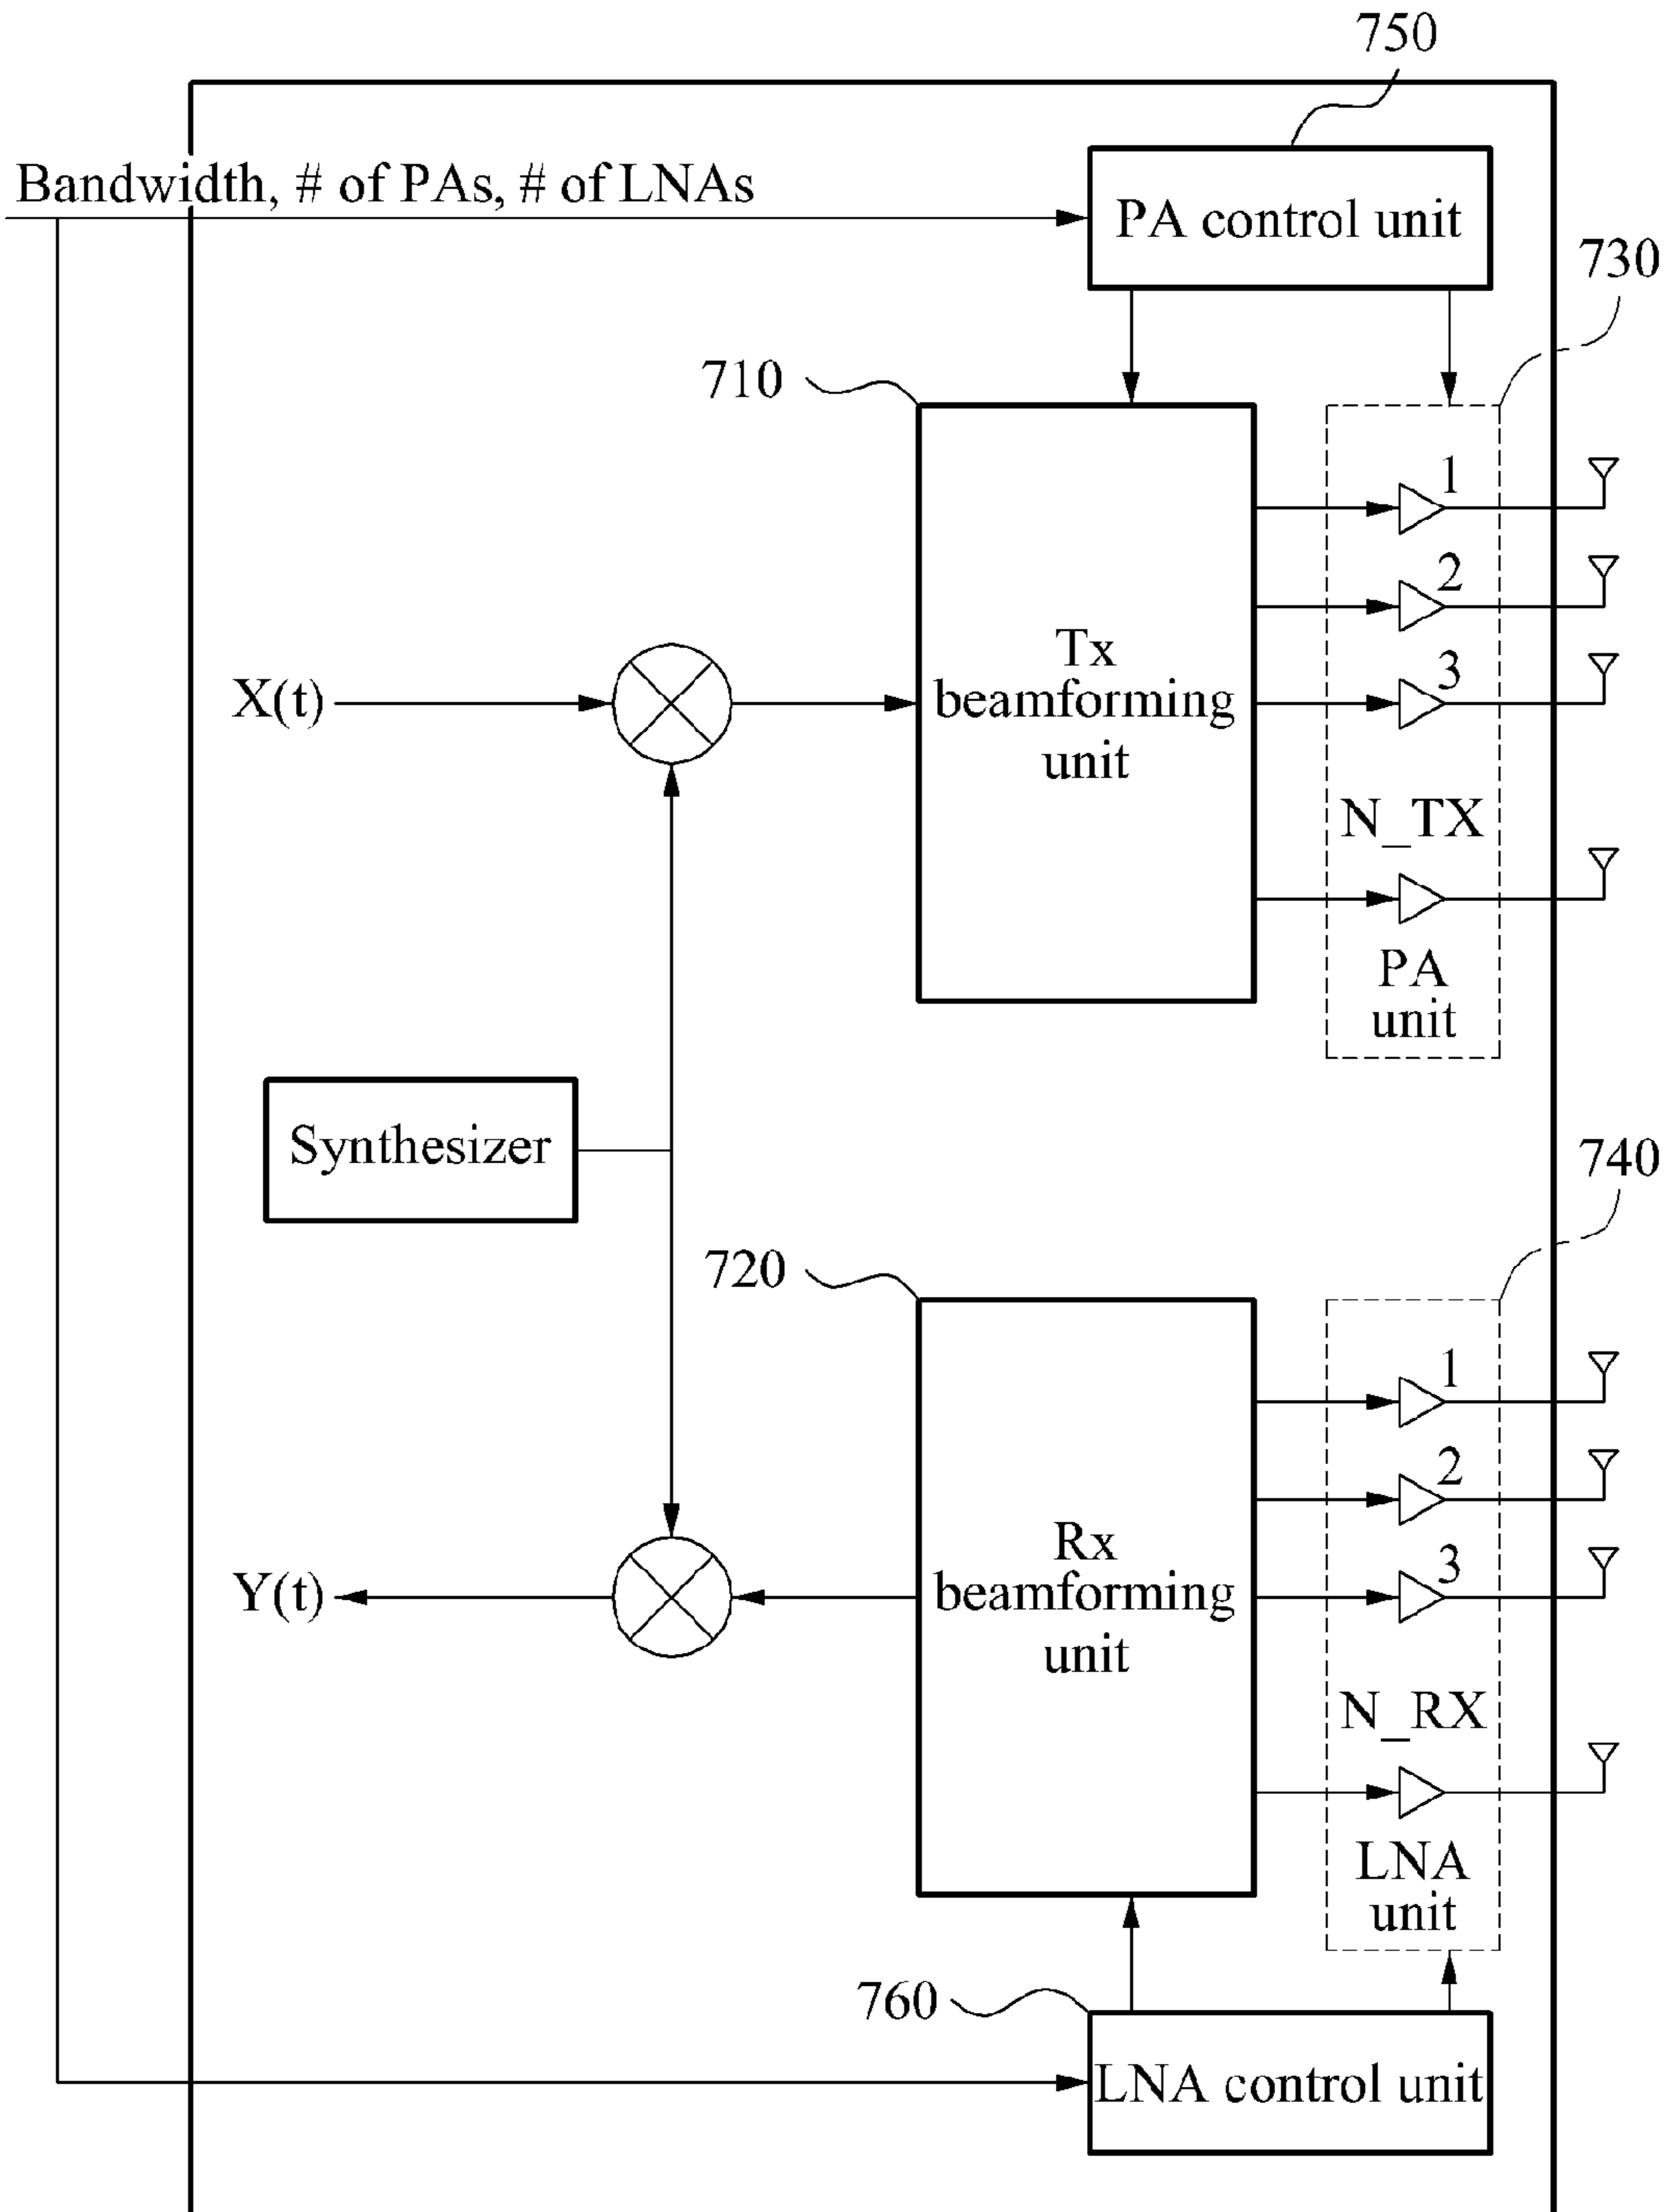 750
Bandwidth, # of PAs, # of LNAs
PA control unit
730
710
1
2
3
Tx
beamforming
unit
X(t)
N_TX
PA
unit
Synthesizer
740
720
1
2
3
Rx
beamforming
unit
Y(t)
N_RX
LNA
unit
760
LNA control unit